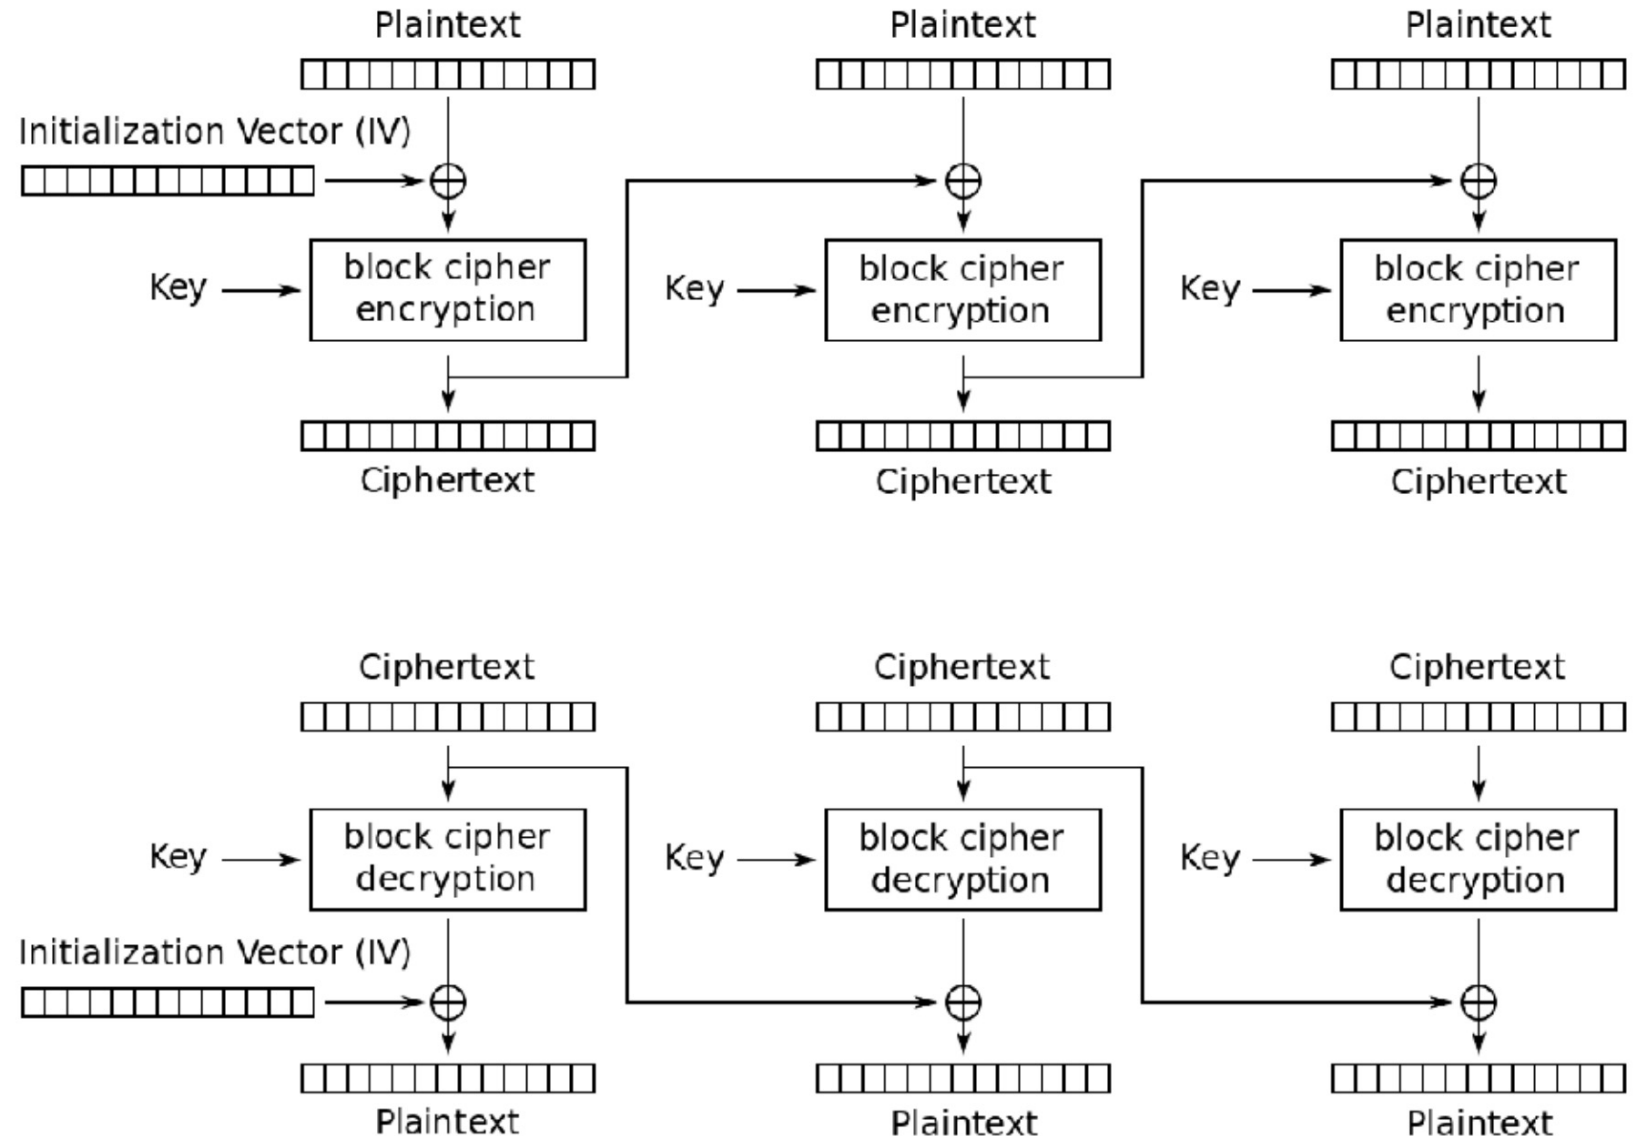 Plaintext
Plaintext
Plaintext
Initialization Vector (IV)
Key
block cipher
encryption
Key
block cipher
encryption
Key
block cipher
encryption
Ciphertext
Ciphertext
Ciphertext
Ciphertext
Ciphertext
Ciphertext
Key
block cipher
decryption
Key
block cipher
decryption
Key
block cipher
decryption
Initialization Vector (IV)
Plaintext
Plaintext
Plaintext